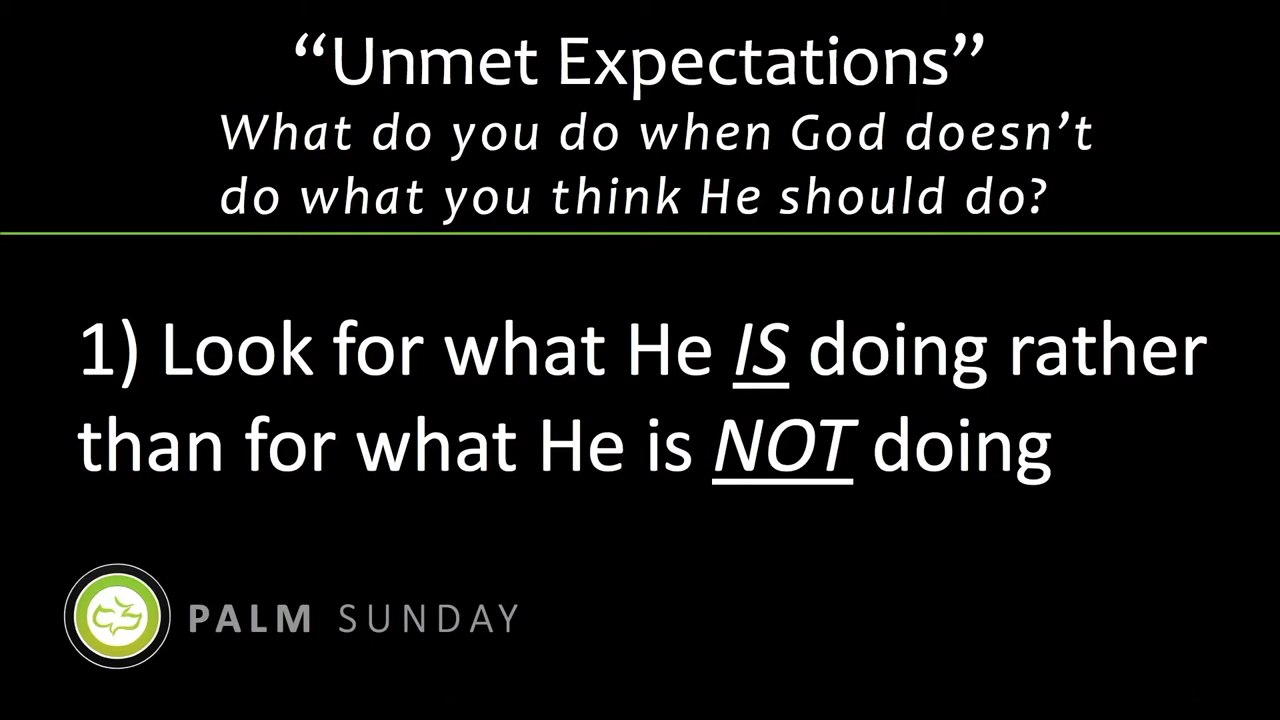 “Unmet Expectations”
What do you do when God doesn’t
do what you think He should do?
1) Look for what He IS doing rather
than for what He is NOT doing
PALM SUNDAY